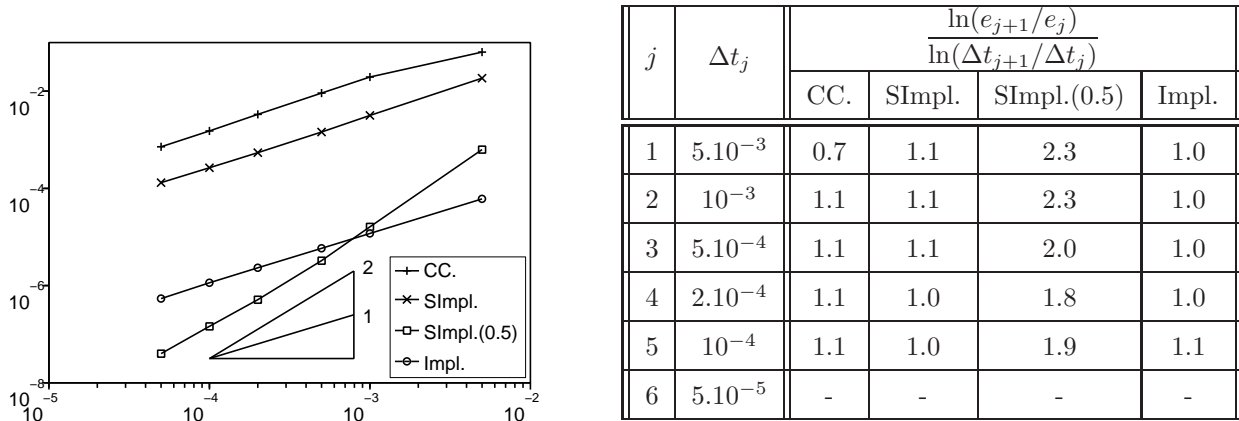 10^−2
10^−4
10^−6
10^−8
10^−5 10^−4 10^−3 10^−2
2
1
CC.
SImpl.
SImpl.(0.5)
Impl.
j Δt_j ln(e_{j+1}/e_j)
ln(Δt_{j+1}/Δt_j)
CC. SImpl. SImpl.(0.5) Impl.
1 5.10^−3 0.7 1.1 2.3 1.0
2 10^−3 1.1 1.1 2.3 1.0
3 5.10^−4 1.1 1.1 2.0 1.0
4 2.10^−4 1.1 1.0 1.8 1.0
5 10^−4 1.1 1.0 1.9 1.1
6 5.10^−5 - - - -